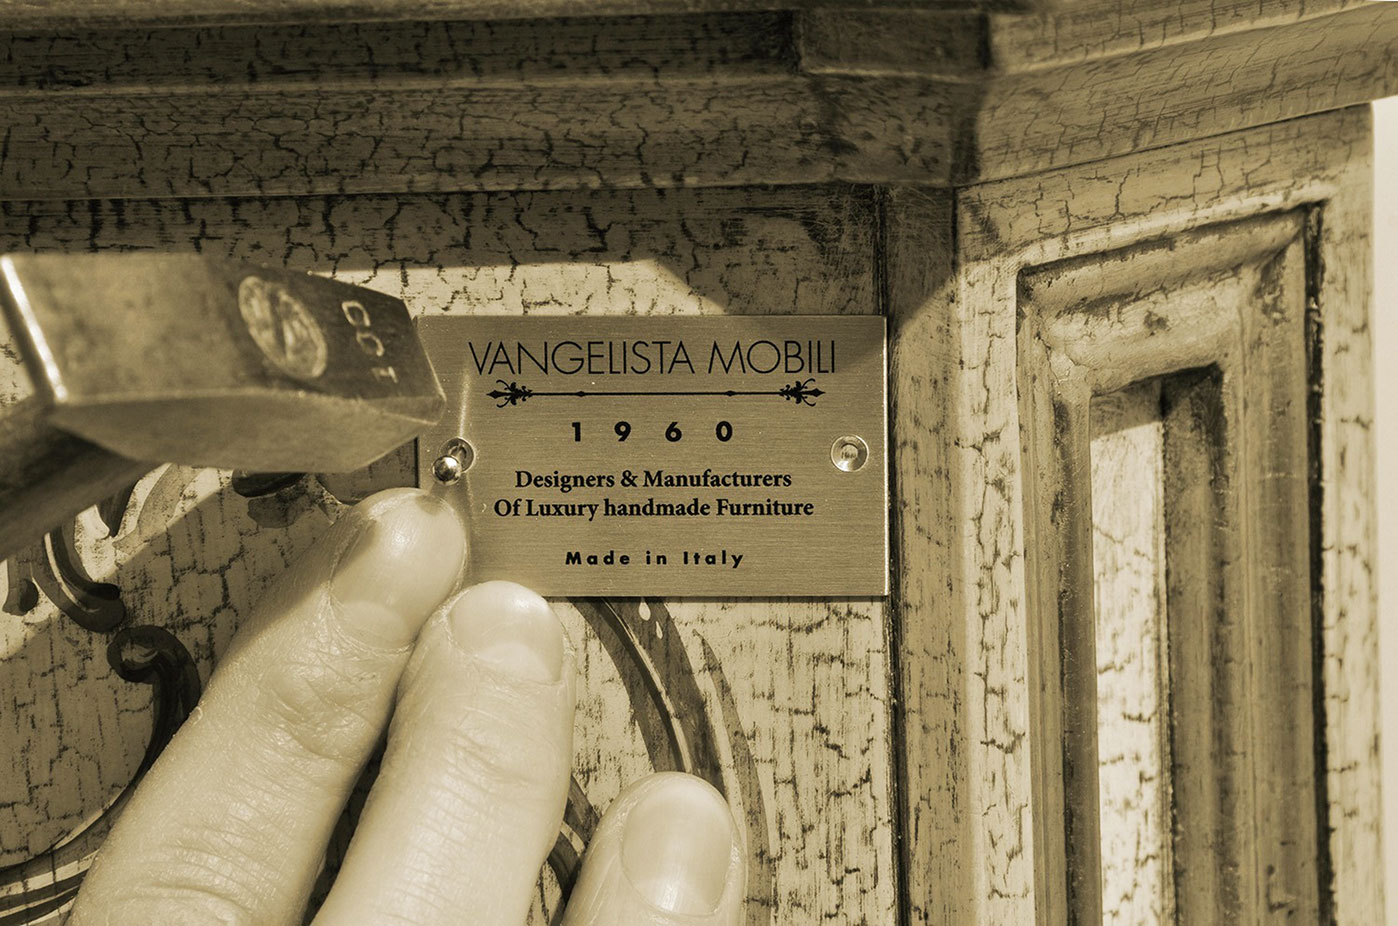 VANGELISTA MOBILI
1960
Designers & Manufacturers
Of Luxury handmade Furniture
Made in Italy